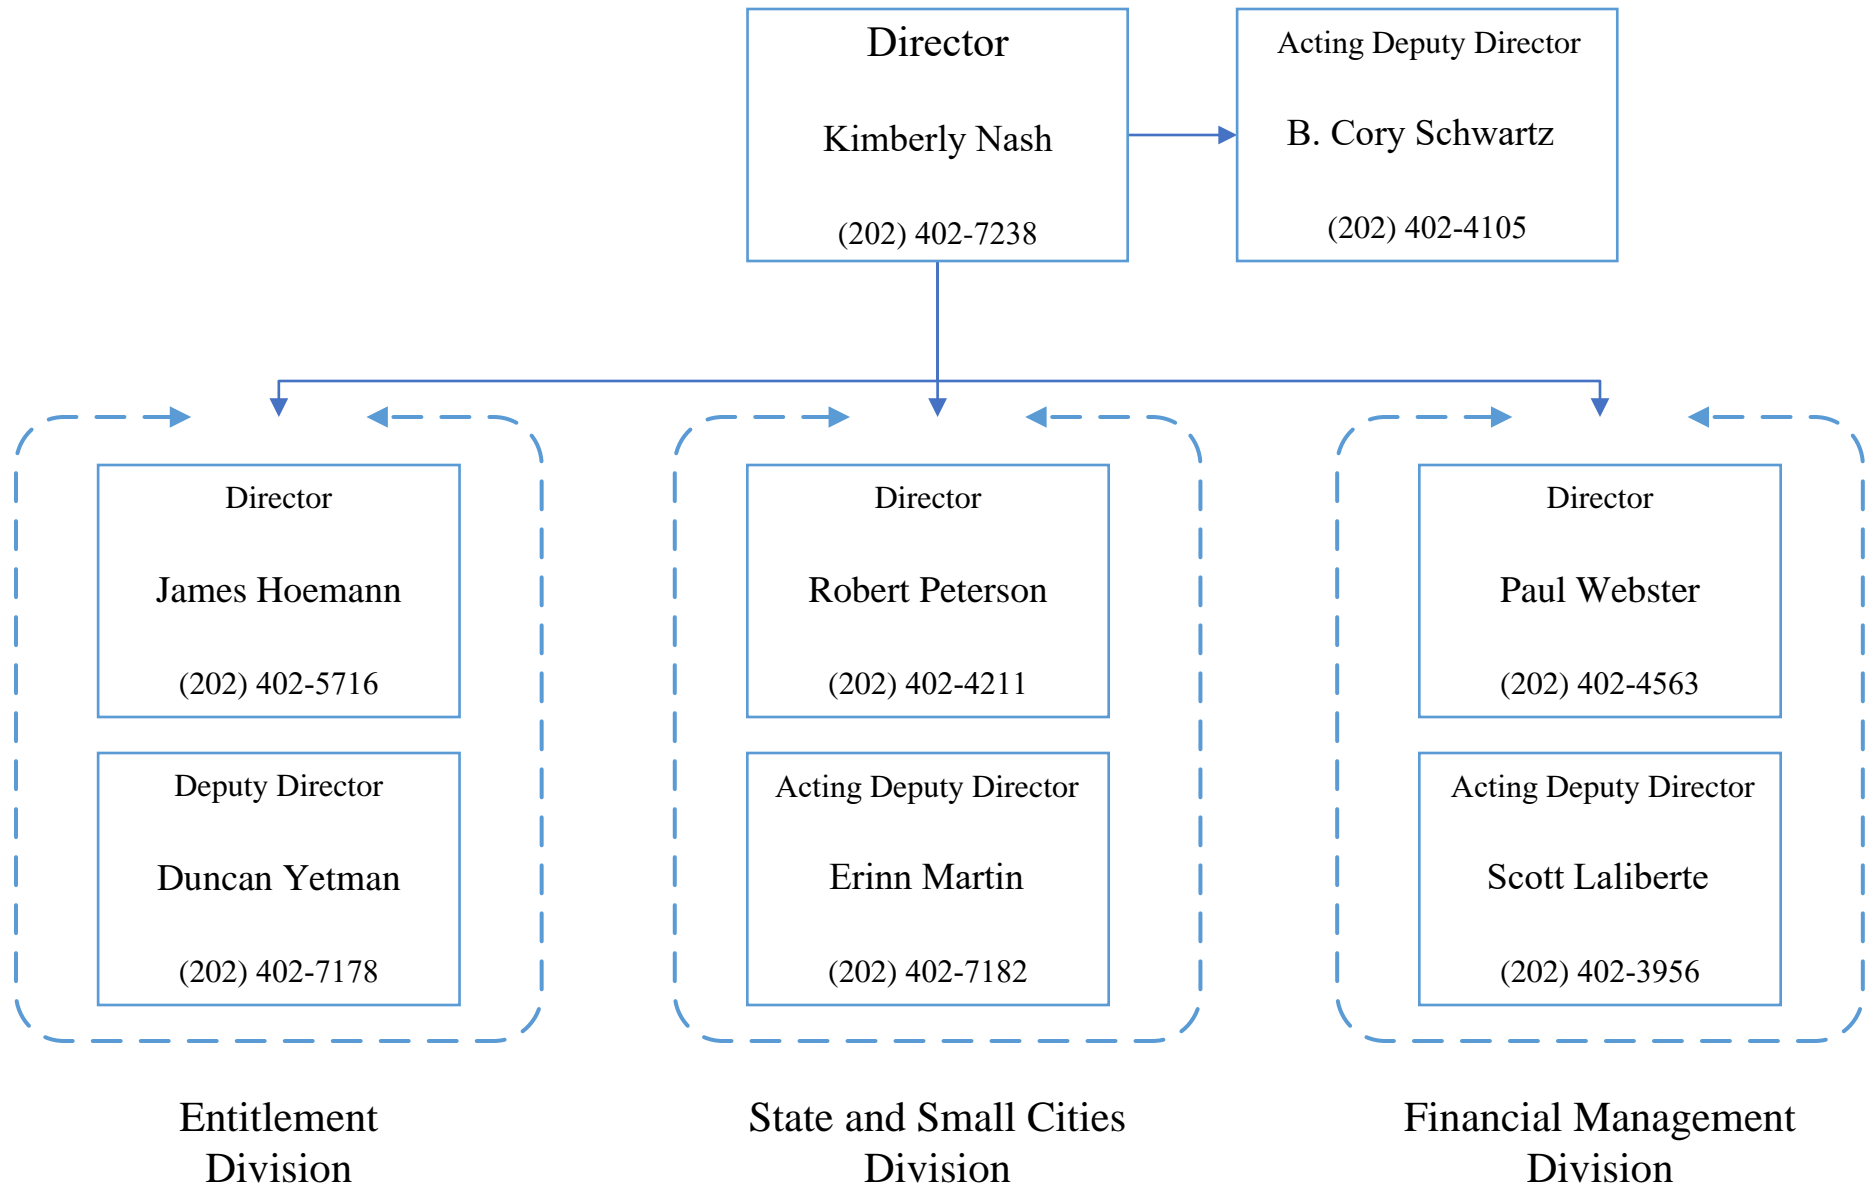 Director
Kimberly Nash
(202) 402-7238
Acting Deputy Director
B. Cory Schwartz
(202) 402-4105
Director
James Hoemann
(202) 402-5716
Deputy Director
Duncan Yetman
(202) 402-7178
Entitlement
Division
Director
Robert Peterson
(202) 402-4211
Acting Deputy Director
Erinn Martin
(202) 402-7182
State and Small Cities
Division
Director
Paul Webster
(202) 402-4563
Acting Deputy Director
Scott Laliberte
(202) 402-3956
Financial Management
Division